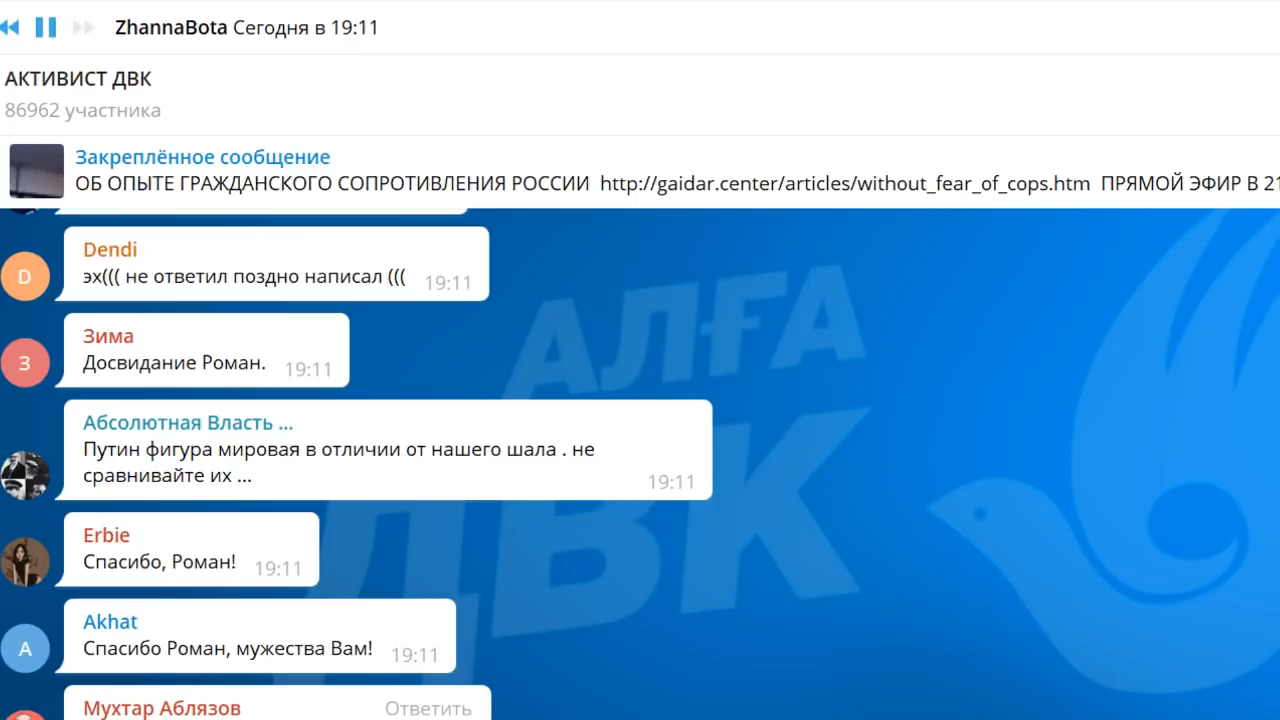 ZhannaBota Сегодня в 19:11
АКТИВИСТ ДВК
86962 участника
Закреплённое сообщение
ОБ ОПЫТЕ ГРАЖДАНСКОГО СОПРОТИВЛЕНИЯ РОССИИ http://gaidar.center/articles/without_fear_of_cops.htm ПРЯМОЙ ЭФИР В 21
Dendi
D
эх((( не ответил поздно написал (((
19:11
Зима
З
Досвидание Роман.
19:11
Абсолютная Власть ...
Путин фигура мировая в отличии от нашего шала . не
сравнивайте их ...
19:11
Erbie
Спасибо, Роман!
19:11
Akhat
A
Спасибо Роман, мужества Вам!
19:11
Мухтар Аблязов
Ответить
АЛҒА
ДВК